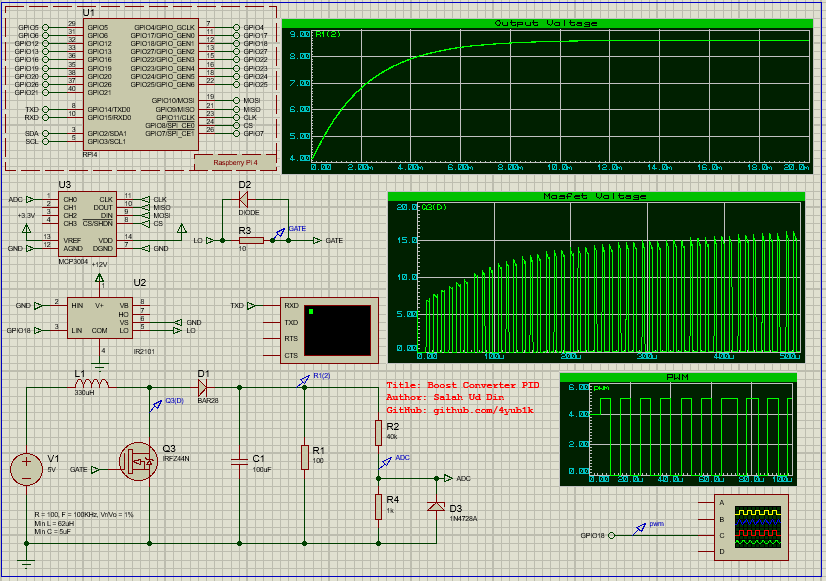 U1
GPIO5 29 GPIO5 GPIO4/GPIO_GCLK 7 GPIO4
GPIO6 31 GPIO6 GPIO17/GPIO_GEN0 11 GPIO17
GPIO12 32 GPIO12 GPIO18/GPIO_GEN1 12 GPIO18
GPIO13 33 GPIO13 GPIO27/GPIO_GEN2 13 GPIO27
GPIO16 36 GPIO16 GPIO22/GPIO_GEN3 15 GPIO22
GPIO19 35 GPIO19 GPIO23/GPIO_GEN4 16 GPIO23
GPIO20 38 GPIO20 GPIO24/GPIO_GEN5 18 GPIO24
GPIO26 37 GPIO26 GPIO25/GPIO_GEN6 22 GPIO25
GPIO21 40 GPIO21
GPIO10/MOSI 19 MOSI
TXD 8 GPIO14/TXD0 GPIO9/MISO 21 MISO
RXD 10 GPIO15/RXD0 GPIO11/CLK 23 CLK
GPIO8/SPI_CE0 24 CS
SDA 3 GPIO2/SDA1 GPIO7/SPI_CE1 26 GPIO7
SCL 5 GPIO3/SCL1
RPI4
Raspberry Pi 4
Output Voltage
9.00 R1(2)
8.00
7.00
6.00
5.00
4.00
0.00 2.00m 4.00m 6.00m 8.00m 10.0m 12.0m 14.0m 16.0m 18.0m 20.0m
U3
ADC 1 CH0 CLK 11 CLK
2 CH1 DOUT 10 MISO
+3.3V 3 CH2 DIN 9 MOSI
4 CH3 CS/SHDN 8 CS
13 VREF VDD 14
GND 12 AGND DGND 7 GND
MCP3004
D2
DIODE
R3
LO 10 GATE GATE
Mosfet Voltage
20.0 Q3(D)
15.0
10.0
5.00
0.00
0.00 100u 200u 300u 400u 500u
+12V
U2
1
GND 2 HIN V+ VB 8
HO 7
VS 6 GND
GPIO18 3 LIN COM LO 5 LO
4
IR2101
TXD RXD
TXD
RTS
CTS
PWM
6.00 pwm
4.00
2.00
0.00
0.00 20.0u 40.0u 60.0u 80.0u 100u
Title: Boost Converter PID
Author: Salah Ud Din
GitHub: github.com/4yub1k
L1
330uH
D1
BAR28
R1(2)
Q3(D)
V1
5V
GATE
Q3
IRFZ44N
C1
100uF
R1
100
R2
40k
ADC
ADC
R4
1k
D3
1N4728A
R = 100, F = 100KHz, Vr/Vo = 1%
Min L = 62uH
Min C = 5uF
GPIO18 pwm
A
B
C
D